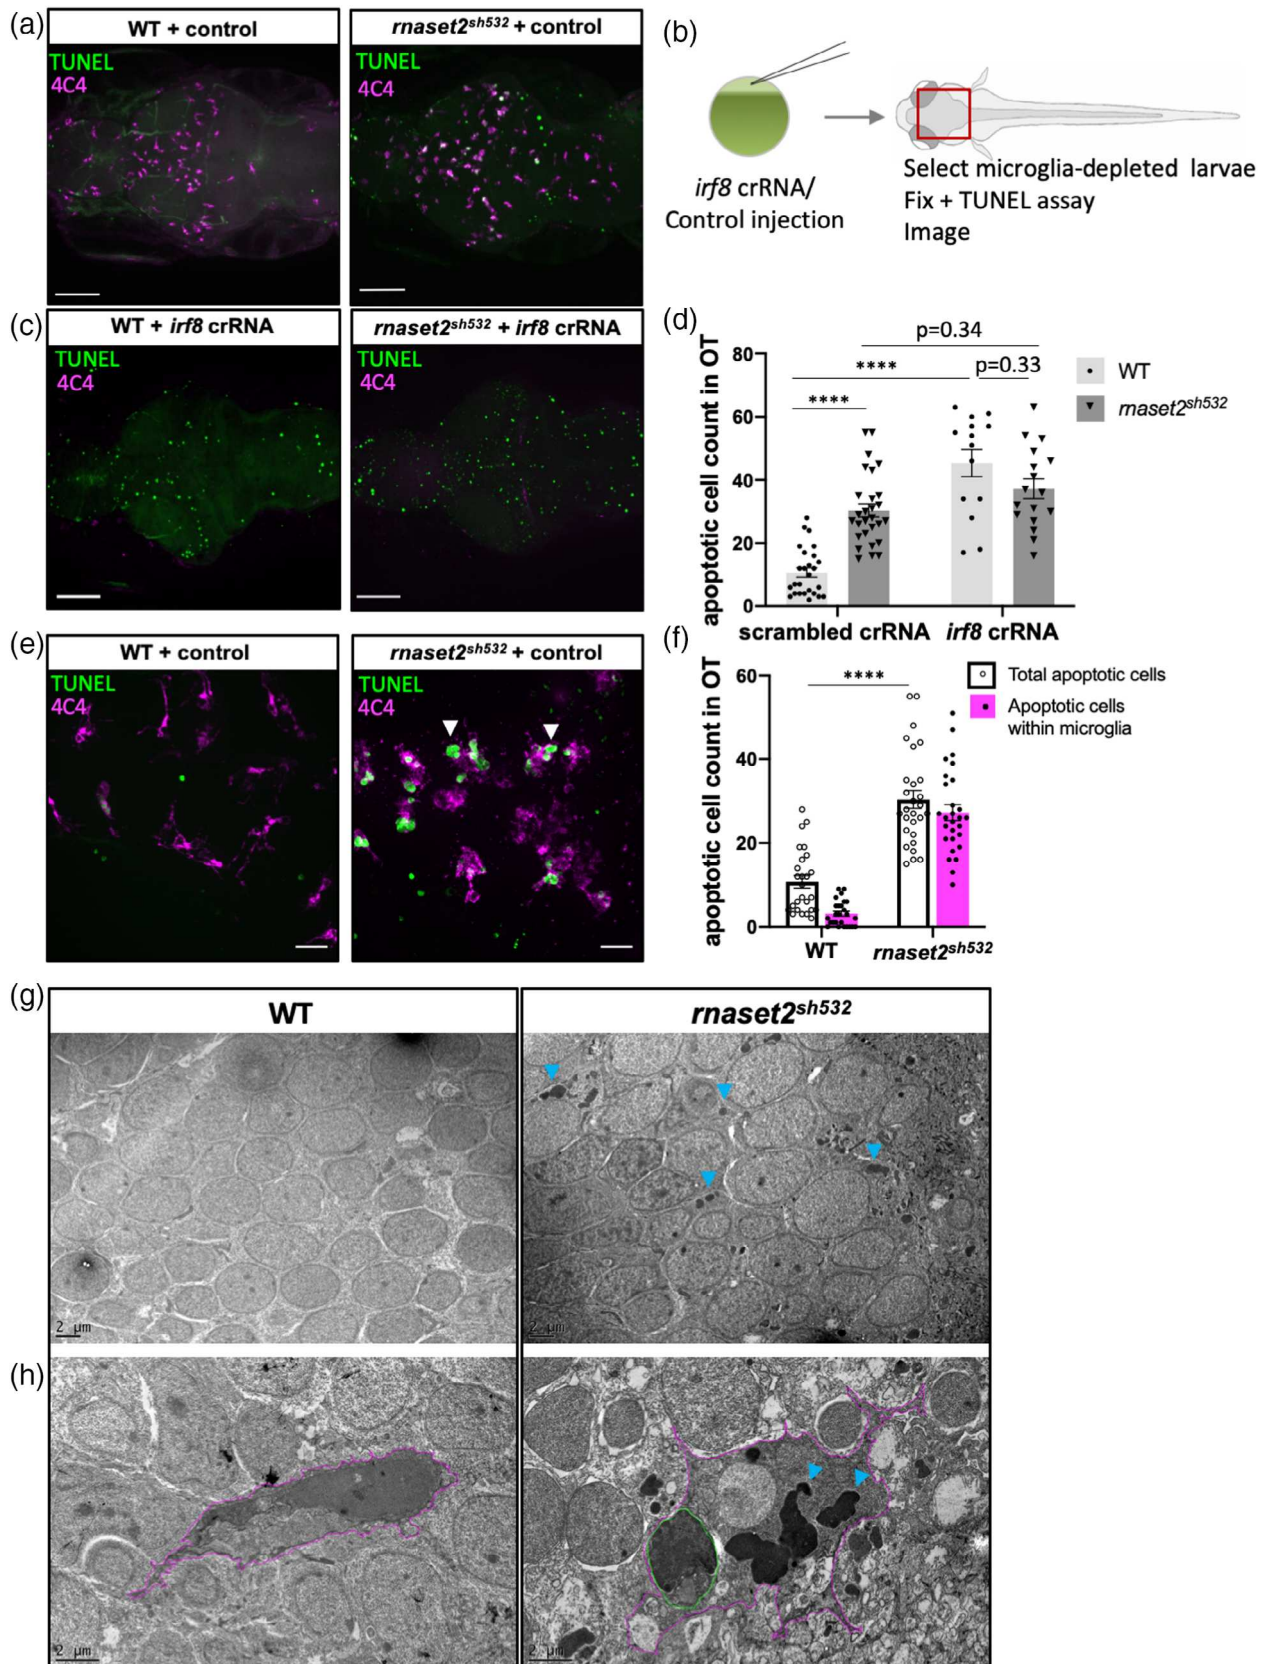 (a)
WT + control
TUNEL
4C4
rnaset2sh532 + control
TUNEL
4C4
(b)
irf8 crRNA/
Control injection
Select microglia-depleted larvae
Fix + TUNEL assay
Image
(c)
WT + irf8 crRNA
TUNEL
4C4
rnaset2sh532 + irf8 crRNA
TUNEL
4C4
(d)
apoptotic cell count in OT
80
60
40
20
0
****
****
p=0.34
p=0.33
WT
rnaset2sh532
scrambled crRNA
irf8 crRNA
(e)
WT + control
TUNEL
4C4
rnaset2sh532 + control
TUNEL
4C4
(f)
apoptotic cell count in OT
60
40
20
0
****
Total apoptotic cells
Apoptotic cells
within microglia
WT
rnaset2sh532
(g)
WT
rnaset2sh532
2 μm
2 μm
(h)
2 μm
2 μm